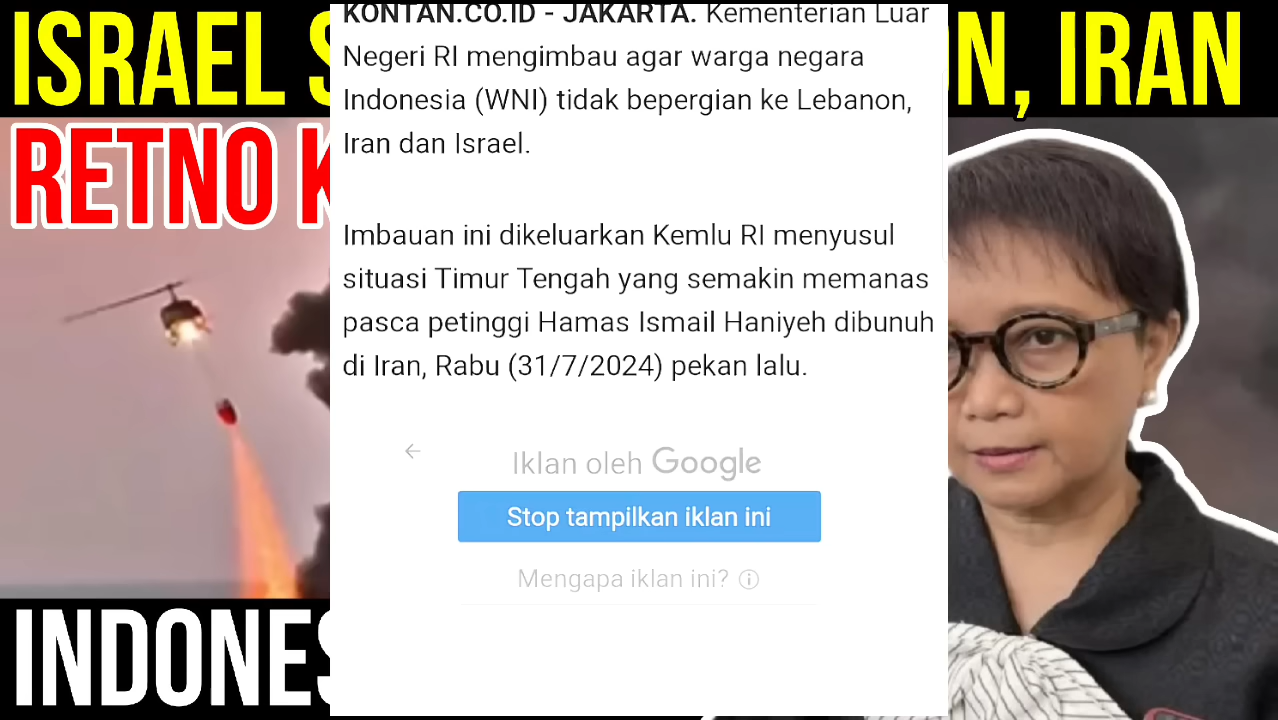 ISRAEL
N, IRAN
RETNO
KONTAN.CO.ID - JAKARTA. Kementerian Luar
Negeri RI mengimbau agar warga negara
Indonesia (WNI) tidak bepergian ke Lebanon,
Iran dan Israel.
Imbauan ini dikeluarkan Kemlu RI menyusul
situasi Timur Tengah yang semakin memanas
pasca petinggi Hamas Ismail Haniyeh dibunuh
di Iran, Rabu (31/7/2024) pekan lalu.
Iklan oleh Google
Stop tampilkan iklan ini
Mengapa iklan ini?
INDONES